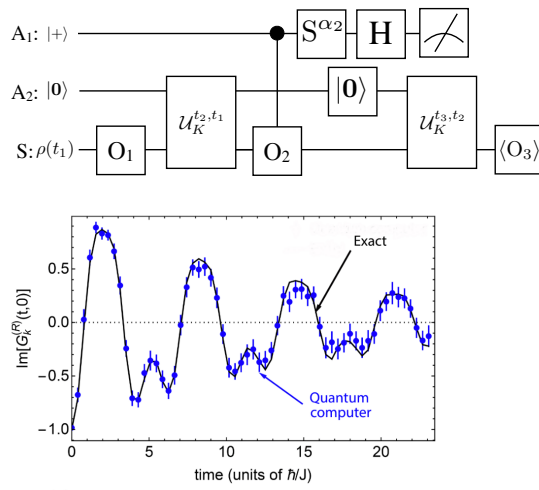 A₁: |+⟩ S^α₂ H
A₂: |0⟩ 𝒰_K^{t₂,t₁} |0⟩ 𝒰_K^{t₃,t₂}
S: ρ(t₁) O₁ O₂ ⟨O₃⟩
Im[G_k^{(R)}(t,0)]
Exact
0.5
0.0
-0.5
Quantum
computer
-1.0
0 5 10 15 20
time (units of ħ/J)